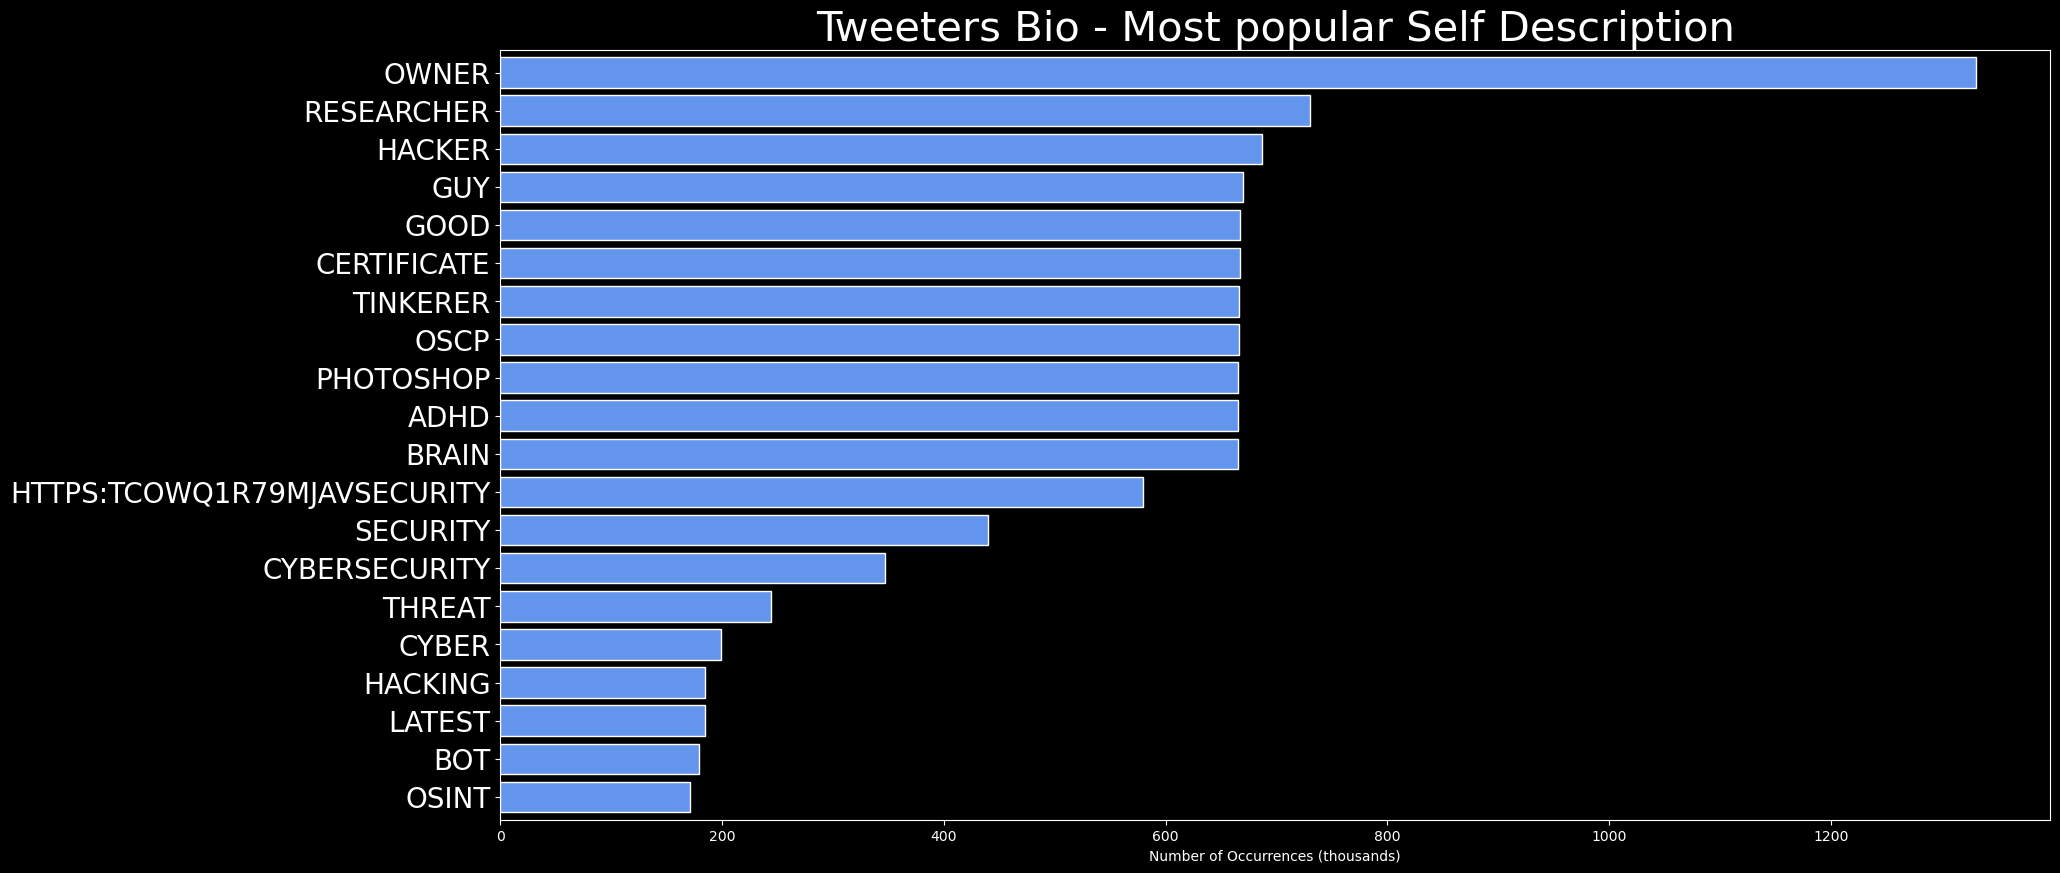 Tweeters Bio - Most popular Self Description
OWNER
RESEARCHER
HACKER
GUY
GOOD
CERTIFICATE
TINKERER
OSCP
PHOTOSHOP
ADHD
BRAIN
HTTPS:TCOWQ1R79MJAVSECURITY
SECURITY
CYBERSECURITY
THREAT
CYBER
HACKING
LATEST
BOT
OSINT
0 200 400 600 800 1000 1200
Number of Occurrences (thousands)